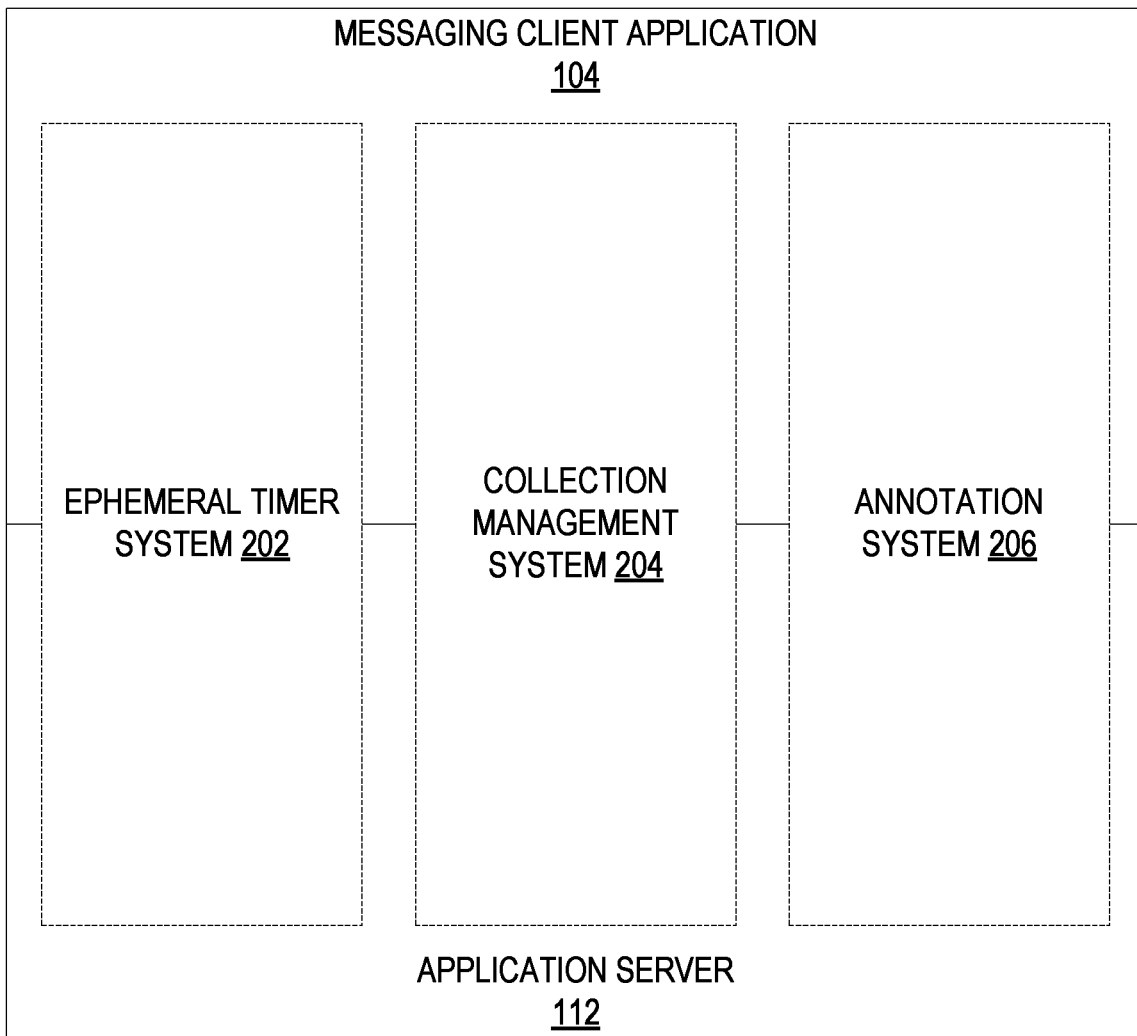 MESSAGING CLIENT APPLICATION
104
EPHEMERAL TIMER
SYSTEM 202
COLLECTION
MANAGEMENT
SYSTEM 204
ANNOTATION
SYSTEM 206
APPLICATION SERVER
112